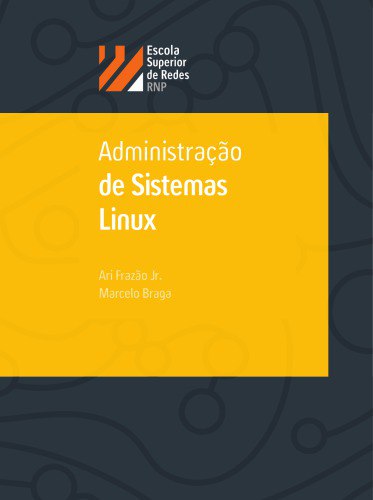 Escola
Superior
de Redes
RNP
Administração
de Sistemas
Linux
Ari Frazão Jr.
Marcelo Braga